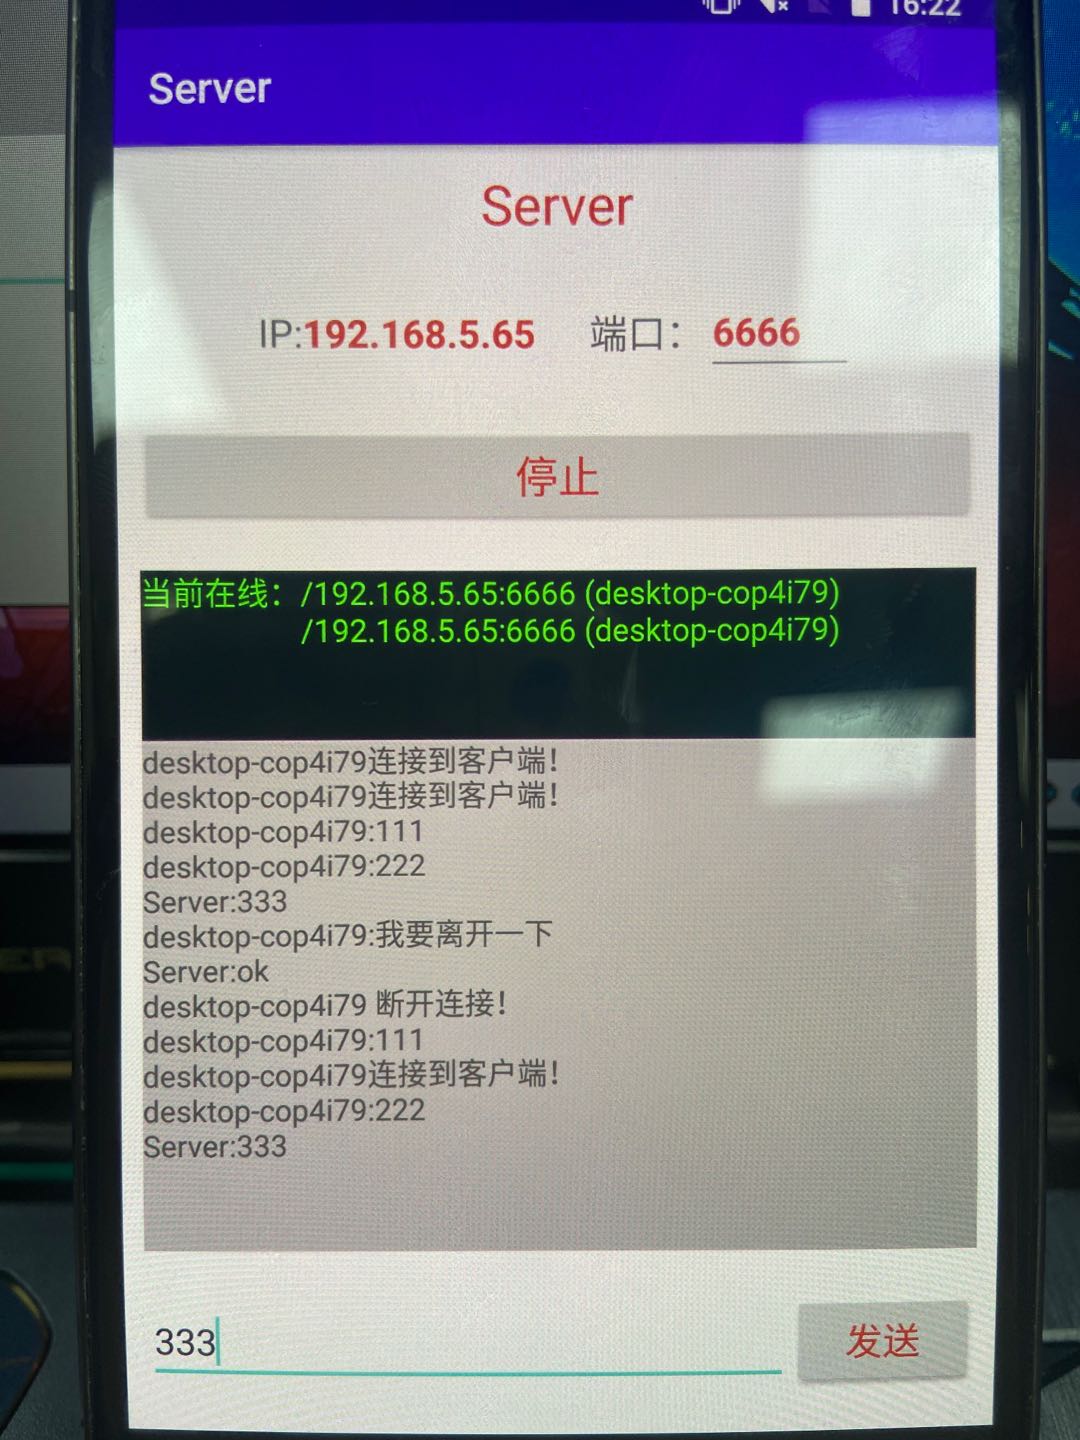 16:22
Server
Server
IP:192.168.5.65 端口： 6666
停止
当前在线：/192.168.5.65:6666 (desktop-cop4i79)
/192.168.5.65:6666 (desktop-cop4i79)
desktop-cop4i79连接到客户端！
desktop-cop4i79连接到客户端！
desktop-cop4i79:111
desktop-cop4i79:222
Server:333
desktop-cop4i79:我要离开一下
Server:ok
desktop-cop4i79 断开连接！
desktop-cop4i79:111
desktop-cop4i79连接到客户端！
desktop-cop4i79:222
Server:333
333 发送